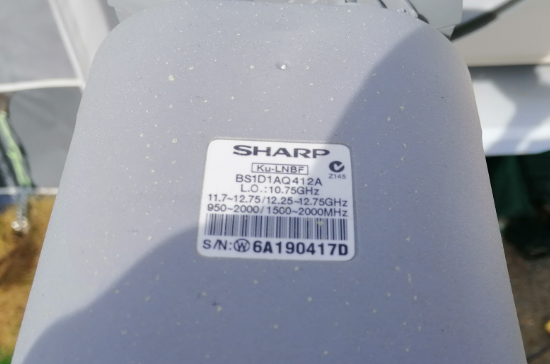 SHARP
Ku-LNBF
BS1D1AQ412A
Z145
L.O.:10.75GHz
11.7~12.75/12.25~12.75GHz
950~2000/1500~2000MHz
S/N:Ⓦ6A190417D